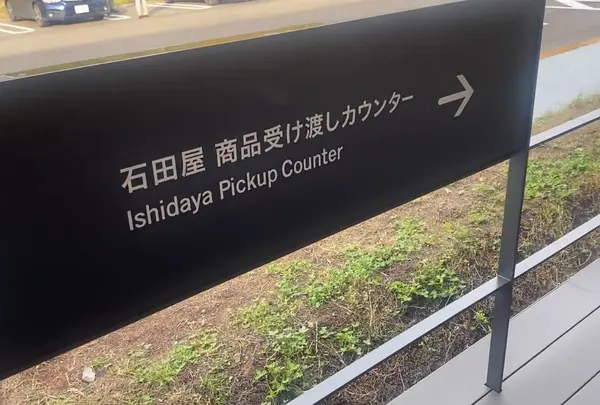 石田屋 商品受け渡しカウンター →
Ishidaya Pickup Counter